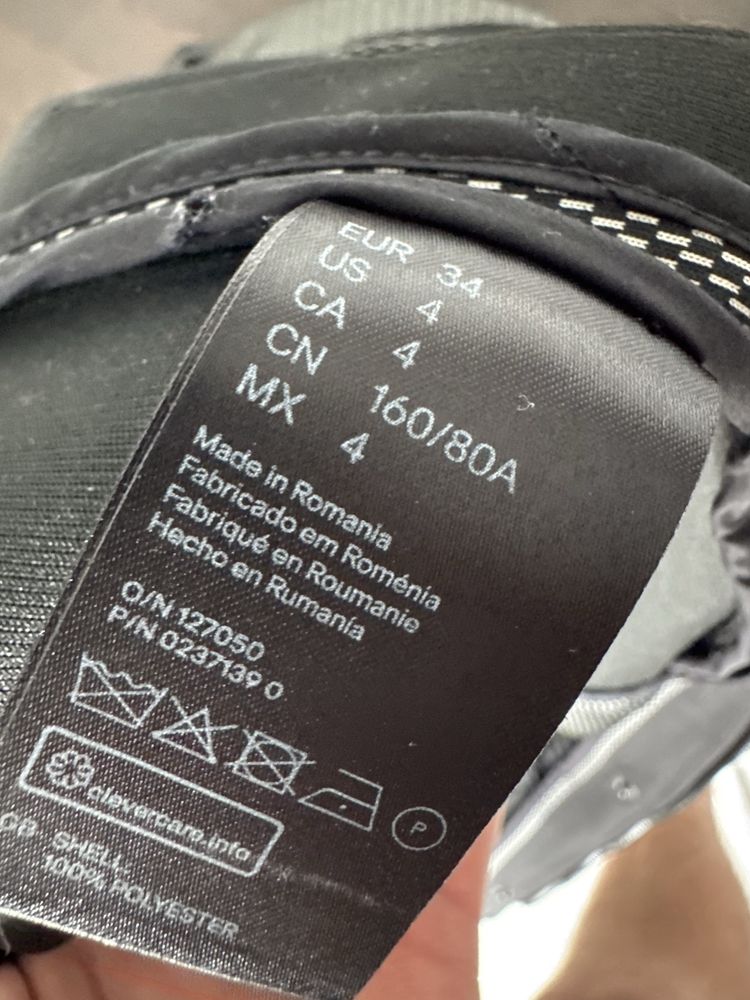 EUR 34
US 4
CA 4
CN 160/80A
MX 4
Made in Romania
Fabricado em Roménia
Fabriqué en Roumanie
Hecho en Rumanía
O/N 127050
P/N 0237139 0
P
clevercare.info
GB SHELL
100% POLYESTER